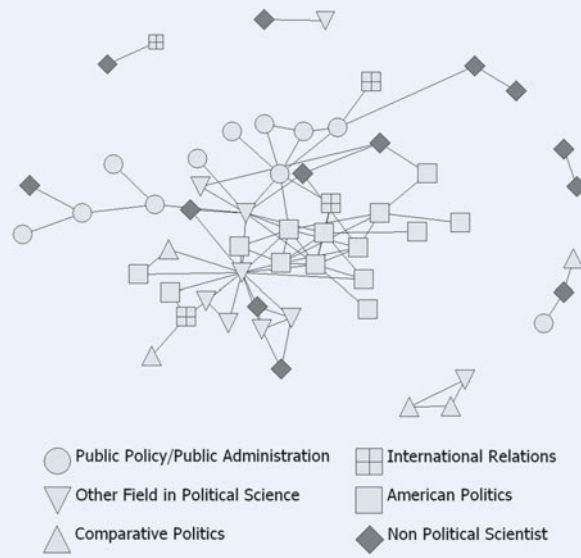 Public Policy/Public Administration
International Relations
Other Field in Political Science
American Politics
Comparative Politics
Non Political Scientist